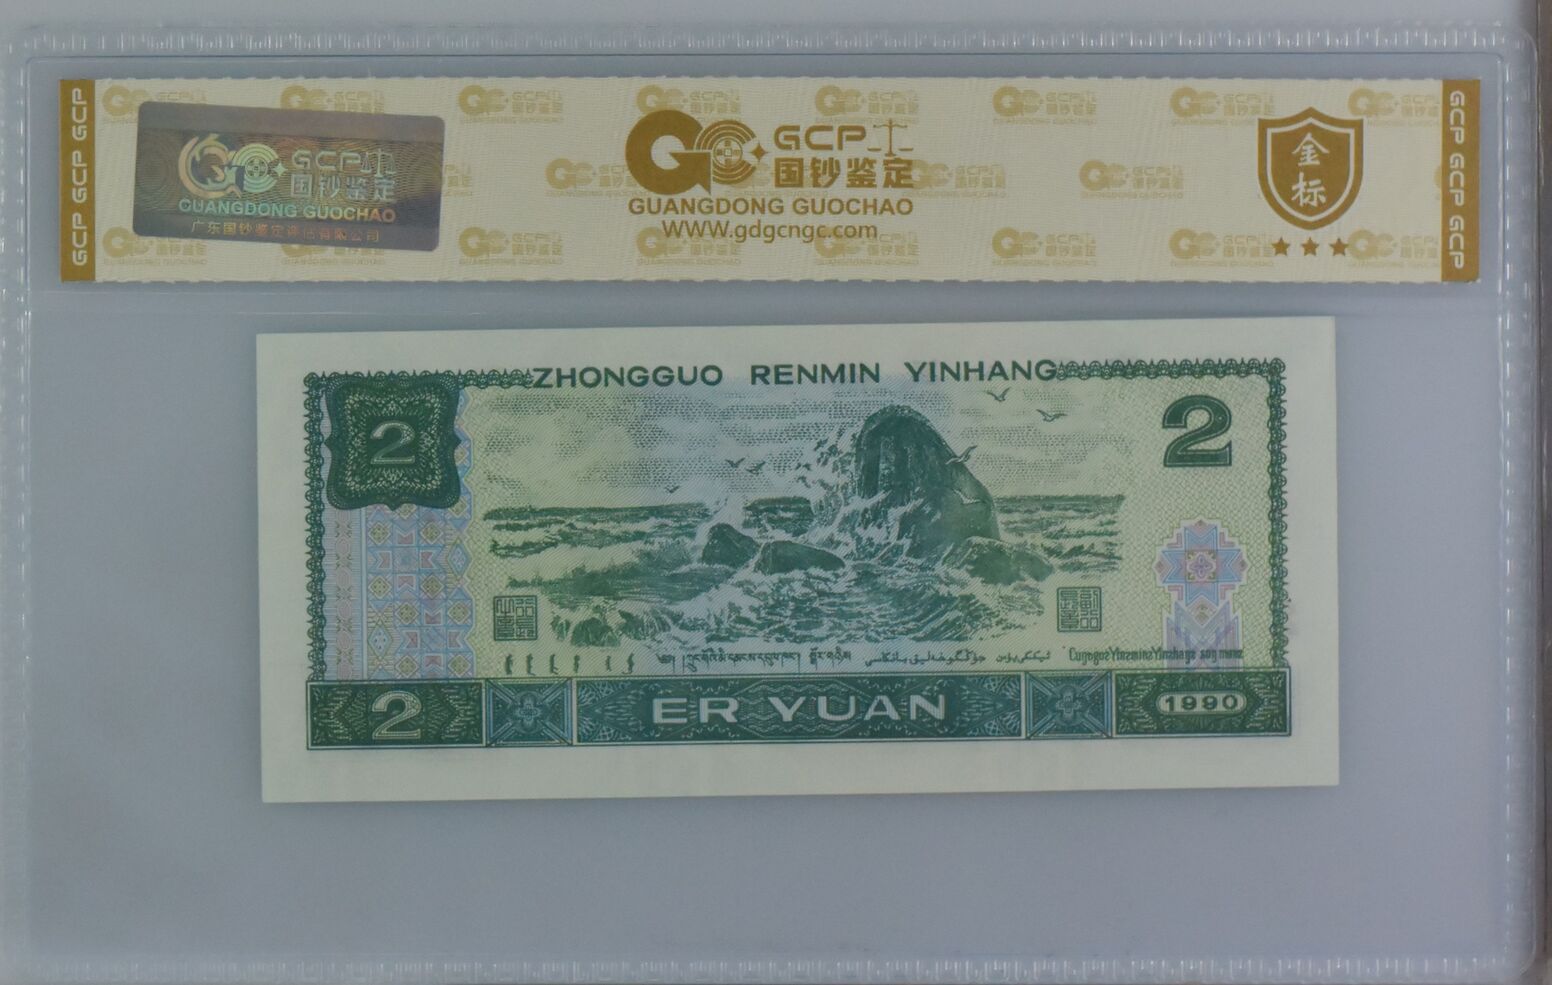 GCP GCP GCP
GCP 国钞鉴定
GUANGDONG GUOCHAO
广东国钞鉴定评估有限公司
GCP
国钞鉴定
GUANGDONG GUOCHAO
WWW.gdgcngc.com
金标
GCP GCP GCP
ZHONGGUO RENMIN YINHANG
2
2
2
ER YUAN
1990